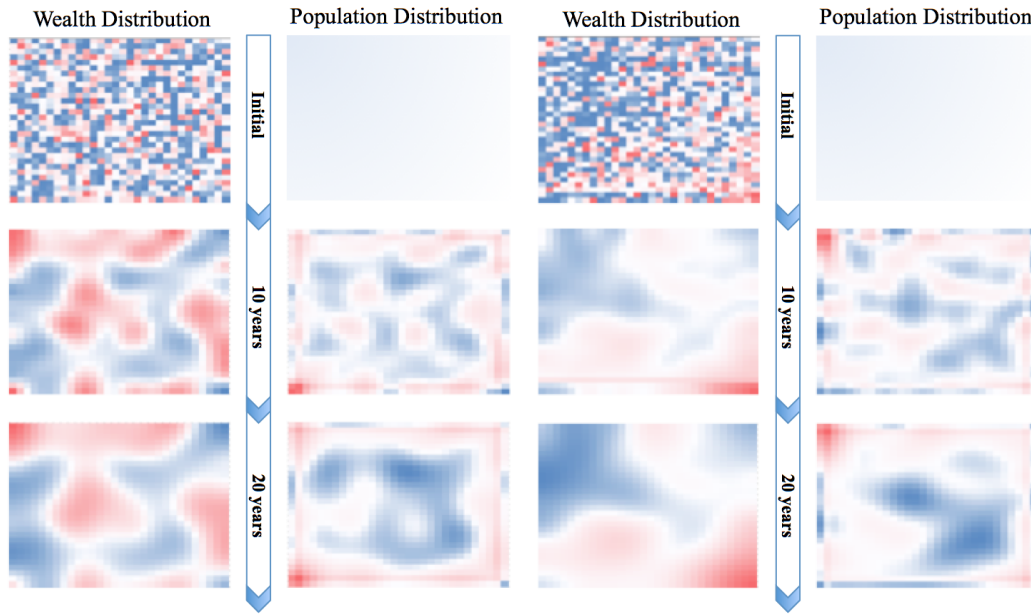 Wealth Distribution
Population Distribution
Wealth Distribution
Population Distribution
Initial
Initial
10 years
10 years
20 years
20 years